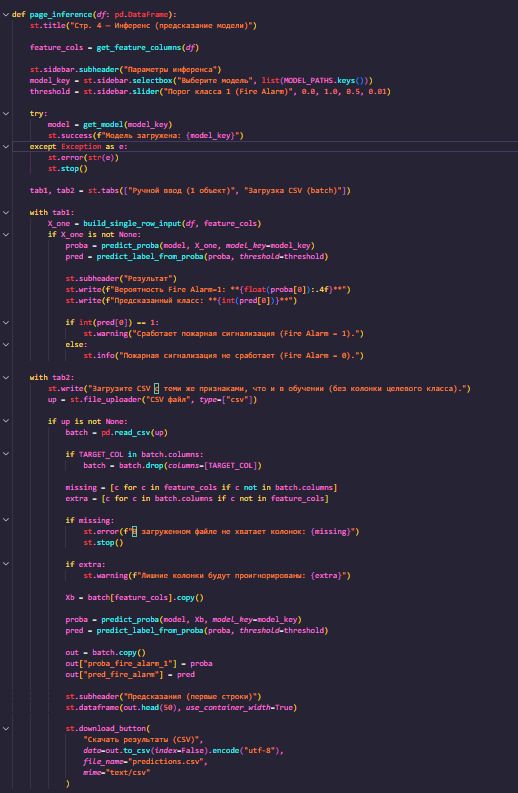 def page_inference(df: pd.DataFrame):
    st.title("Стр. 4 — Инференс (предсказание модели)")

    feature_cols = get_feature_columns(df)

    st.sidebar.subheader("Параметры инференса")
    model_key = st.sidebar.selectbox("Выберите модель", list(MODEL_PATHS.keys()))
    threshold = st.sidebar.slider("Порог класса 1 (Fire Alarm)", 0.0, 1.0, 0.5, 0.01)

    try:
        model = get_model(model_key)
        st.success(f"Модель загружена: {model_key}")
    except Exception as e:
        st.error(str(e))
        st.stop()

    tab1, tab2 = st.tabs(["Ручной ввод (1 объект)", "Загрузка CSV (batch)"])

    with tab1:
        X_one = build_single_row_input(df, feature_cols)
        if X_one is not None:
            proba = predict_proba(model, X_one, model_key=model_key)
            pred = predict_label_from_proba(proba, threshold=threshold)

            st.subheader("Результат")
            st.write(f"Вероятность Fire Alarm=1: **{float(proba[0]):.4f}**")
            st.write(f"Предсказанный класс: **{int(pred[0])}**")

            if int(pred[0]) == 1:
                st.warning("Сработает пожарная сигнализация (Fire Alarm = 1).")
            else:
                st.info("Пожарная сигнализация не сработает (Fire Alarm = 0).")

    with tab2:
        st.write("Загрузите CSV с теми же признаками, что и в обучении (без колонки целевого класса).")
        up = st.file_uploader("CSV файл", type=["csv"])

        if up is not None:
            batch = pd.read_csv(up)

            if TARGET_COL in batch.columns:
                batch = batch.drop(columns=[TARGET_COL])

            missing = [c for c in feature_cols if c not in batch.columns]
            extra = [c for c in batch.columns if c not in feature_cols]

            if missing:
                st.error(f"В загруженном файле не хватает колонок: {missing}")
                st.stop()

            if extra:
                st.warning(f"Лишние колонки будут проигнорированы: {extra}")

            Xb = batch[feature_cols].copy()

            proba = predict_proba(model, Xb, model_key=model_key)
            pred = predict_label_from_proba(proba, threshold=threshold)

            out = batch.copy()
            out["proba_fire_alarm_1"] = proba
            out["pred_fire_alarm"] = pred

            st.subheader("Предсказания (первые строки)")
            st.dataframe(out.head(50), use_container_width=True)

            st.download_button(
                "Скачать результаты (CSV)",
                data=out.to_csv(index=False).encode("utf-8"),
                file_name="predictions.csv",
                mime="text/csv"
            )